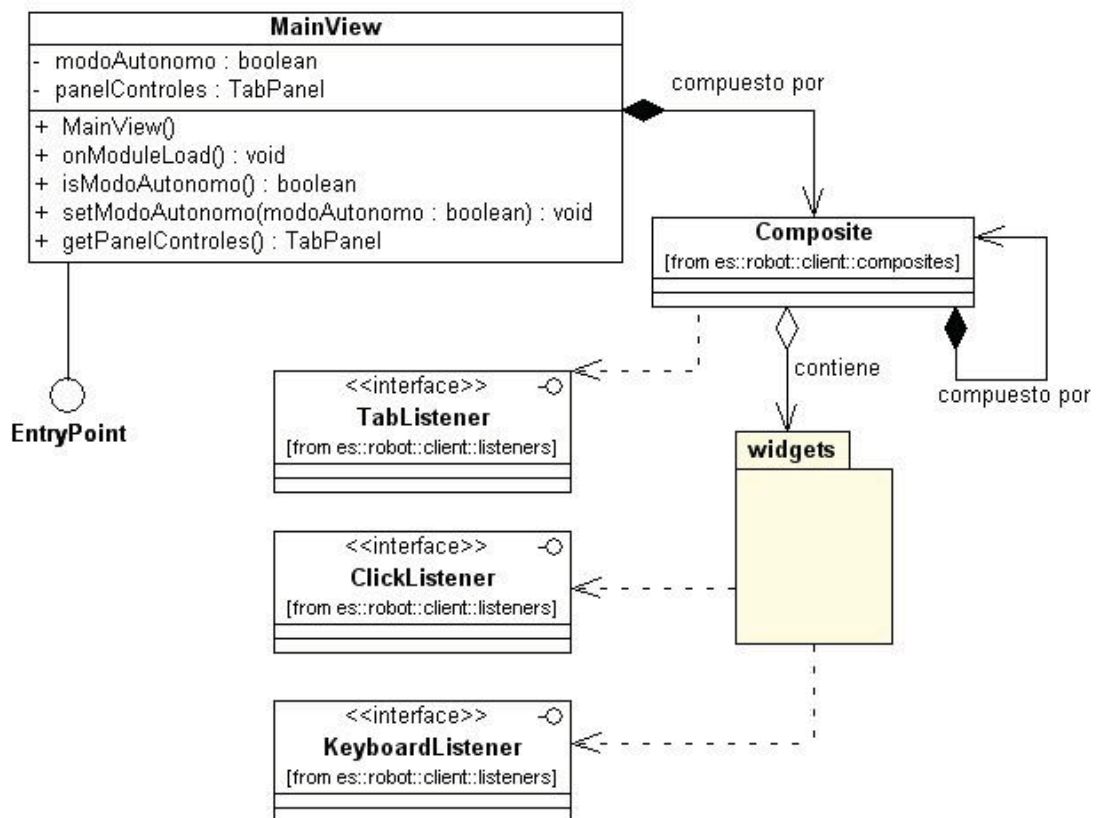 MainView
- modoAutonomo : boolean
- panelControles : TabPanel
+ MainView()
+ onModuleLoad() : void
+ isModoAutonomo() : boolean
+ setModoAutonomo(modoAutonomo : boolean) : void
+ getPanelControles() : TabPanel
compuesto por
Composite
[from es::robot::client::composites]
contiene
compuesto por
EntryPoint
<<interface>>
TabListener
[from es::robot::client::listeners]
widgets
<<interface>>
ClickListener
[from es::robot::client::listeners]
<<interface>>
KeyboardListener
[from es::robot::client::listeners]